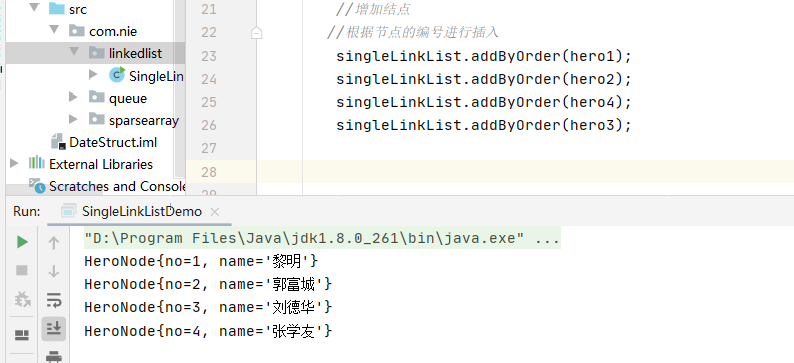 src
com.nie
linkedlist
SingleLin
queue
sparsearray
DateStruct.iml
External Libraries
Scratches and Console
21 //增加结点
22 //根据节点的编号进行插入
23 singleLinkList.addByOrder(hero1);
24 singleLinkList.addByOrder(hero2);
25 singleLinkList.addByOrder(hero4);
26 singleLinkList.addByOrder(hero3);
27
28
Run: SingleLinkListDemo
"D:\Program Files\Java\jdk1.8.0_261\bin\java.exe" ...
HeroNode{no=1, name='黎明'}
HeroNode{no=2, name='郭富城'}
HeroNode{no=3, name='刘德华'}
HeroNode{no=4, name='张学友'}